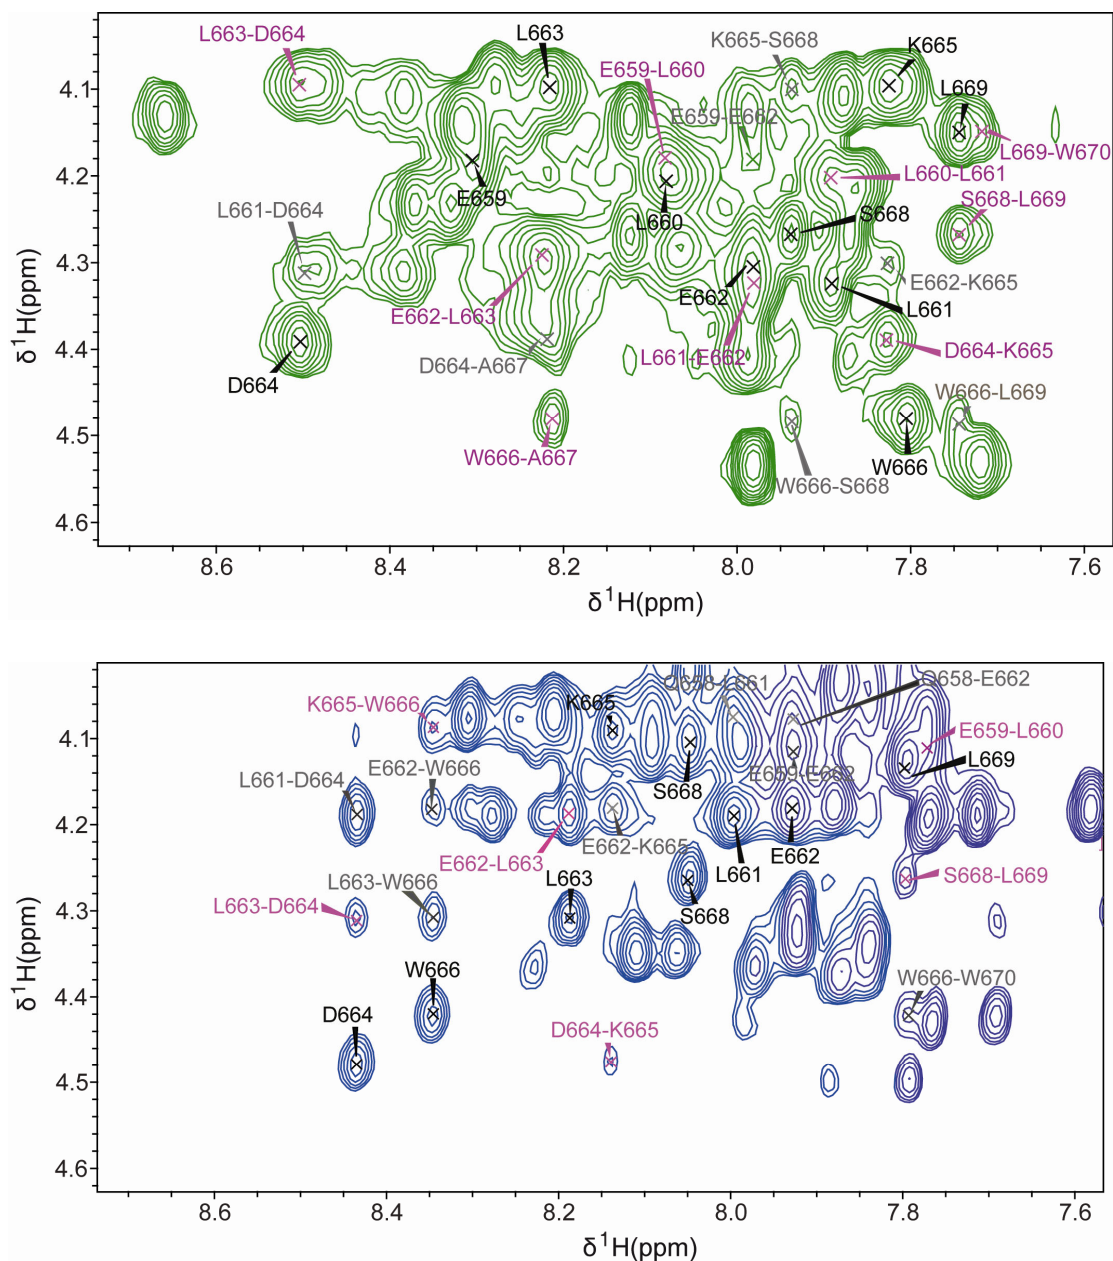 L663-D664
L663
K665-S668
K665
E659-L660
L669
E659-E662
L669-W670
L660-L661
E659
S668-L669
L661-D664
L660
S668
E662
E662-K665
L661
E662-L663
D664-A667
L661-E662
D664-K665
D664
W666-L669
W666-A667
W666-S668
W666
4.1
4.2
4.3
4.4
4.5
4.6
δ¹H(ppm)
8.6 8.4 8.2 8.0 7.8 7.6
δ¹H(ppm)
K665-W666
K665
Q658-L661
Q658-E662
E659-L660
L661-D664
E662-W666
S668
E659-E662
L669
E662-L663
E662-K665
L661
E662
L663-W666
L663
S668-L669
L663-D664
S668
W666
W666-W670
D664
D664-K665
4.1
4.2
4.3
4.4
4.5
4.6
δ¹H(ppm)
8.6 8.4 8.2 8.0 7.8 7.6
δ¹H(ppm)